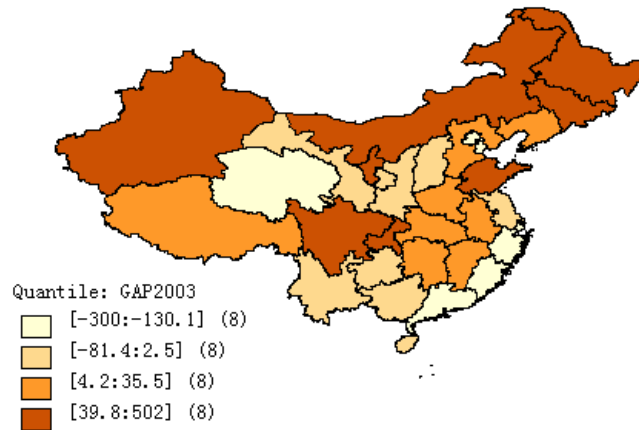 Quantile: GAP2003
[-300:-130.1] (8)
[-81.4:2.5] (8)
[4.2:35.5] (8)
[39.8:502] (8)